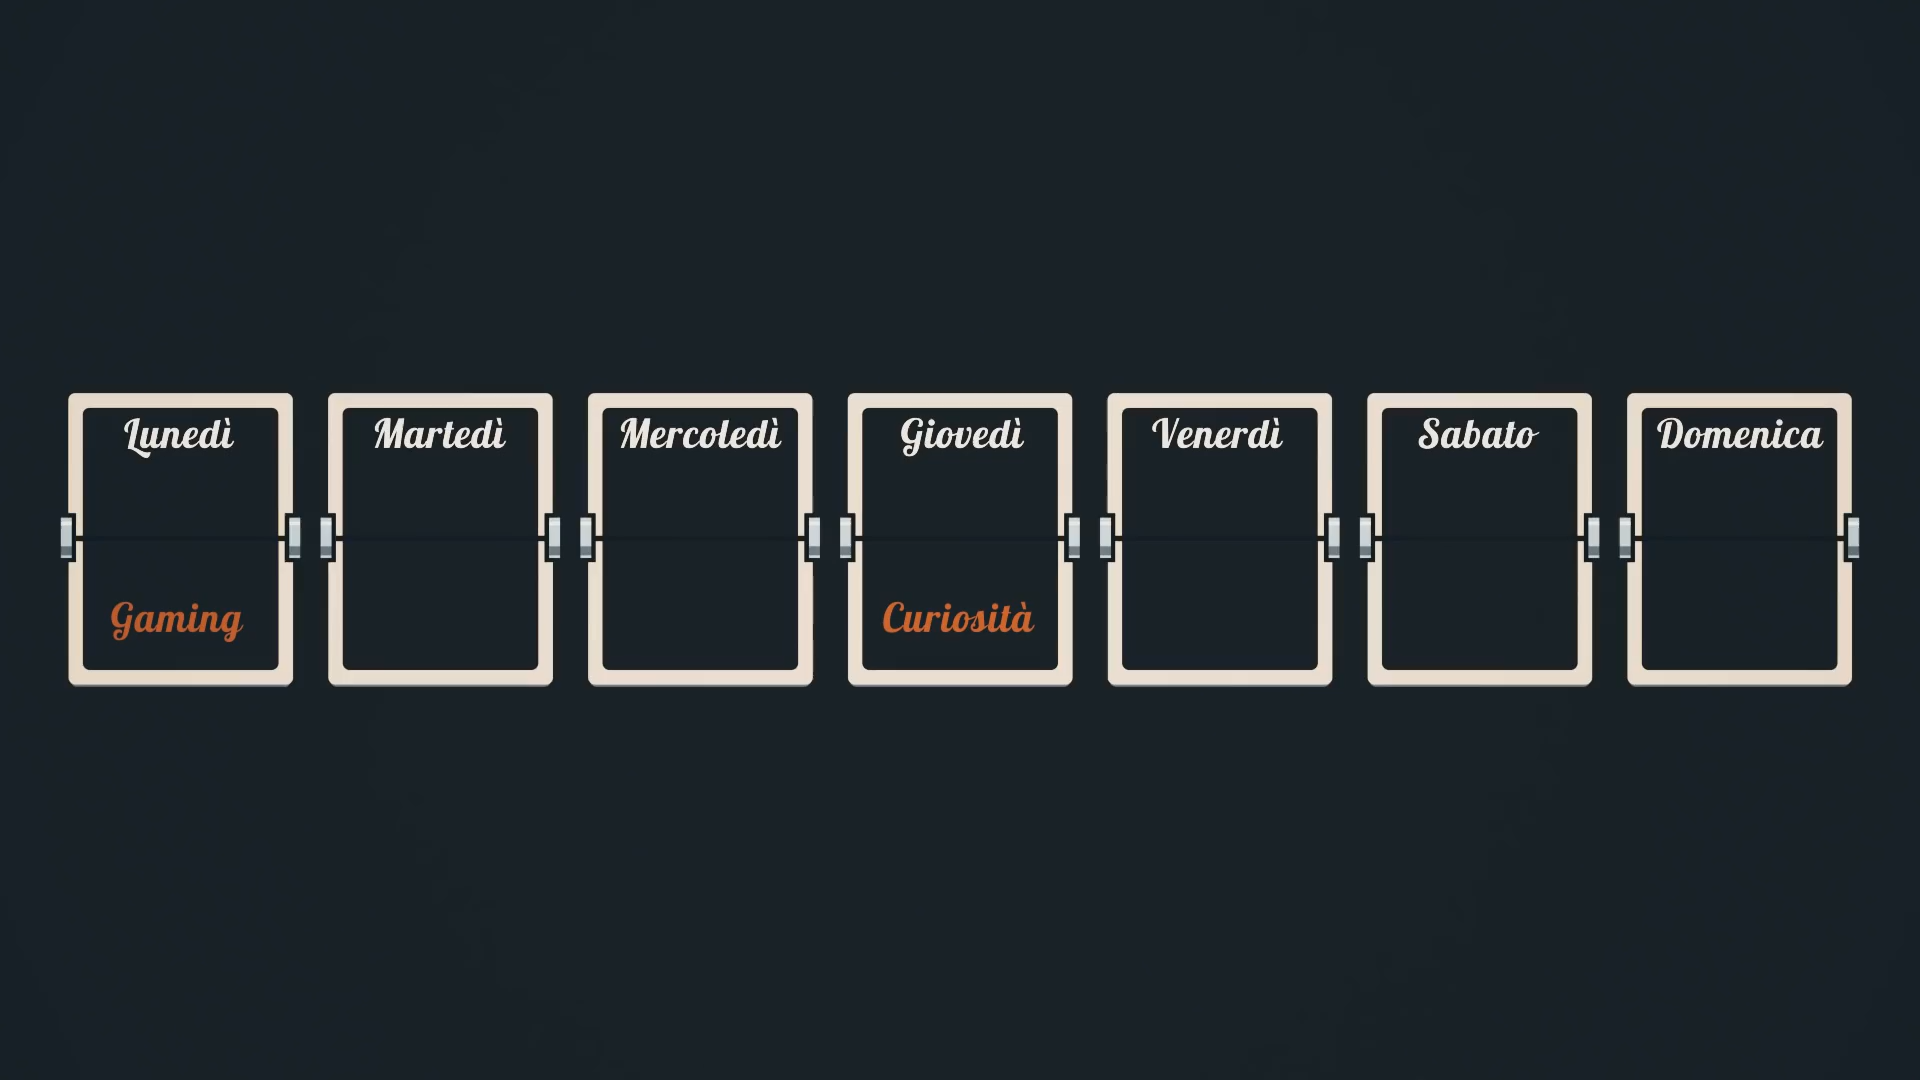 Lunedì
Martedì
Mercoledì
Giovedì
Venerdì
Sabato
Domenica
Gaming
Curiosità